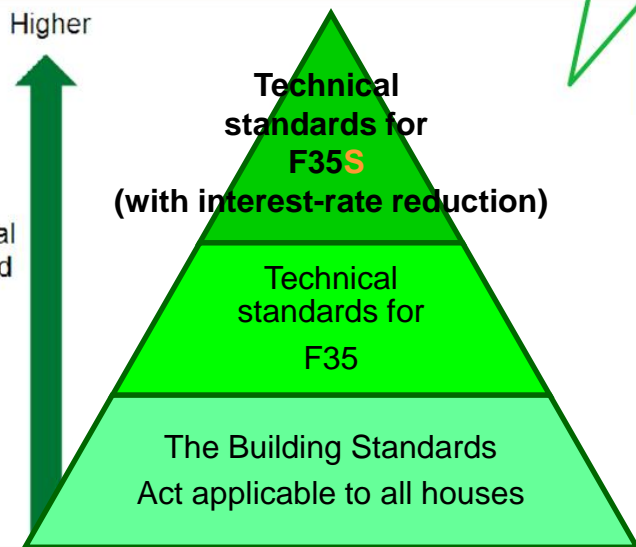 Higher
Technical
standards for
F35S
(with interest-rate reduction)
Technical
standards for
F35
The Building Standards
Act applicable to all houses